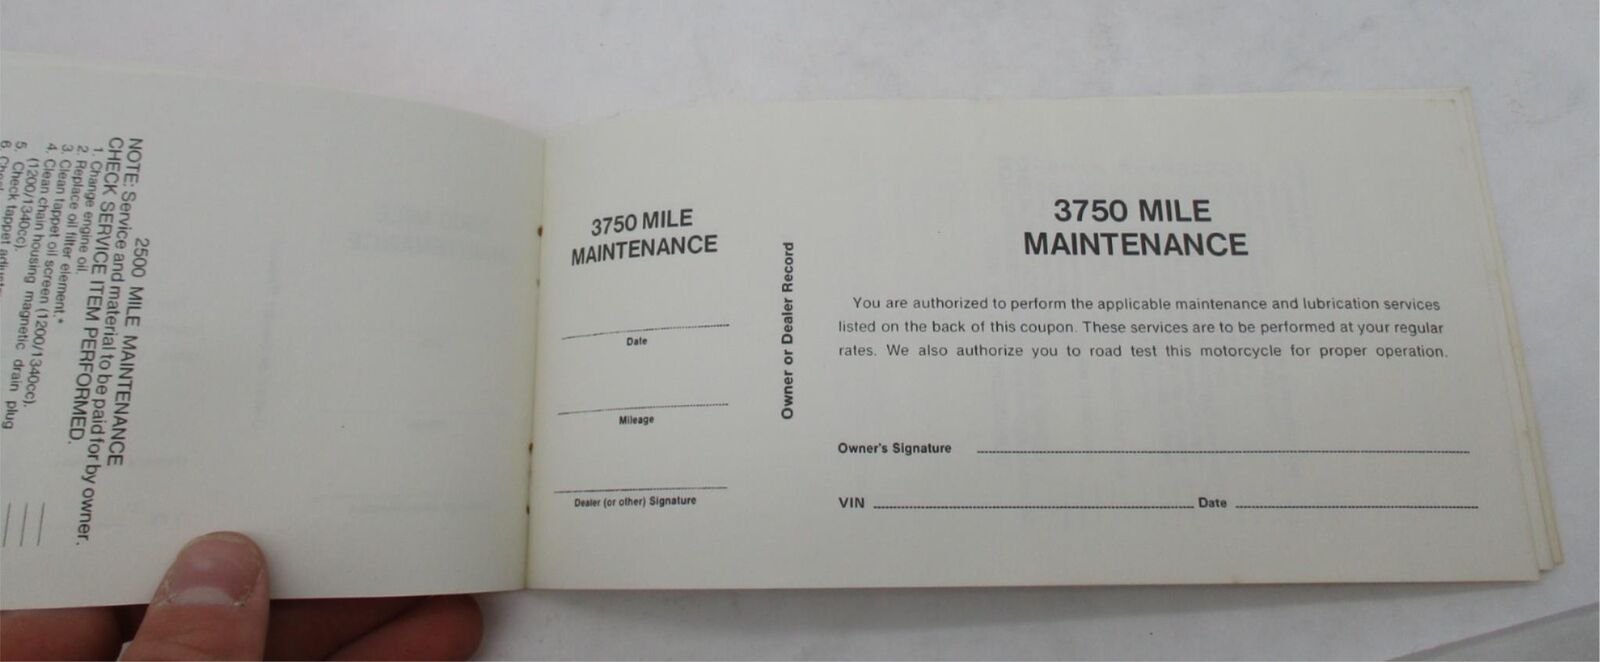 2500 MILE MAINTENANCE
NOTE: Service and material to be paid for by owner.
CHECK SERVICE ITEM PERFORMED.
1. Change engine oil.
2. Replace oil filter element.*
3. Clean tappet oil screen (1200/1340cc).
4. Clean chain housing magnetic drain plug
(1200/1340cc).
5. Check tappet
6.
3750 MILE
MAINTENANCE
Date
Mileage
Dealer (or other) Signature
Owner or Dealer Record
3750 MILE
MAINTENANCE
You are authorized to perform the applicable maintenance and lubrication services
listed on the back of this coupon. These services are to be performed at your regular
rates. We also authorize you to road test this motorcycle for proper operation.
Owner's Signature
VIN Date